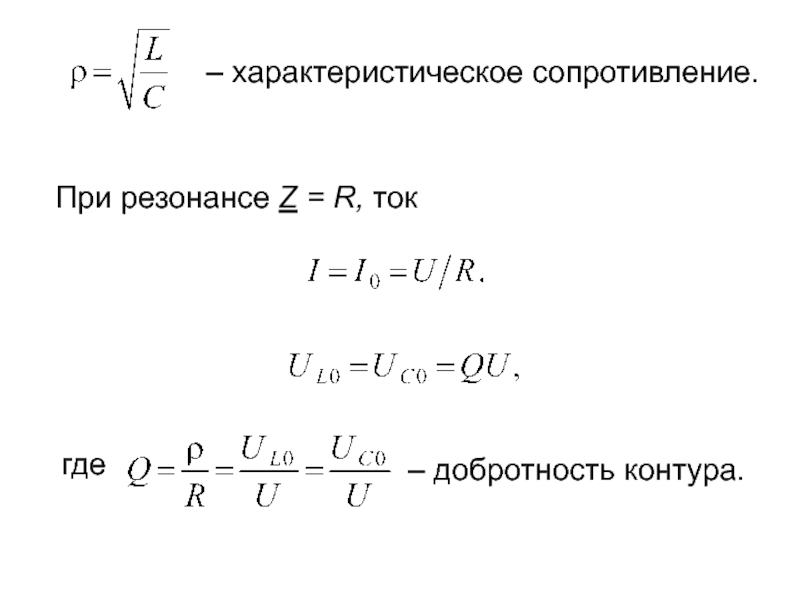 ρ = √(L/C) – характеристическое сопротивление.
При резонансе Z = R, ток
I = I₀ = U/R.
U_L0 = U_C0 = QU,
где Q = ρ/R = U_L0/U = U_C0/U – добротность контура.